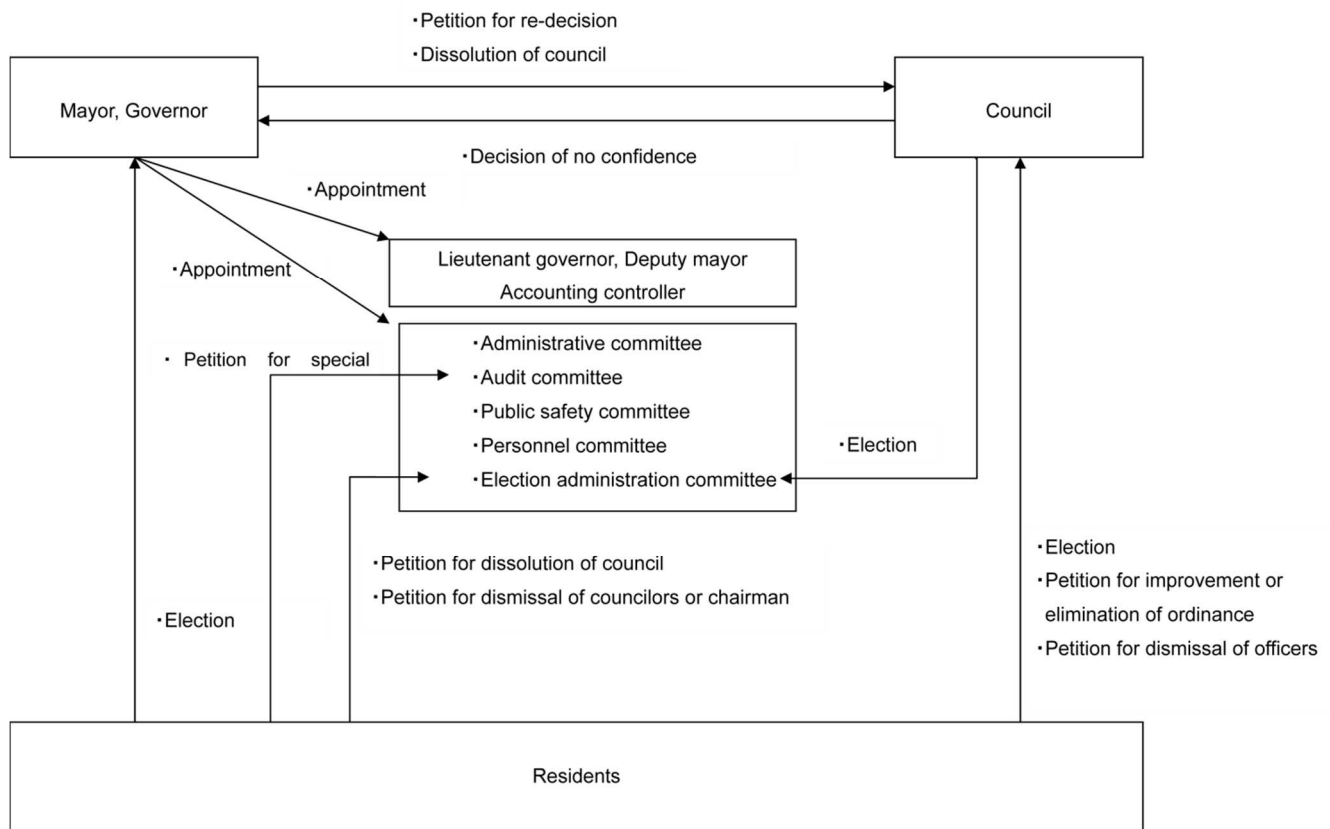 ・Petition for re-decision
・Dissolution of council
Mayor, Governor
Council
・Decision of no confidence
・Appointment
・Appointment
Lieutenant governor, Deputy mayor
Accounting controller
・Petition for special
・Administrative committee
・Audit committee
・Public safety committee
・Personnel committee
・Election administration committee
・Election
・Petition for dissolution of council
・Petition for dismissal of councilors or chairman
・Election
・Election
・Petition for improvement or
elimination of ordinance
・Petition for dismissal of officers
Residents